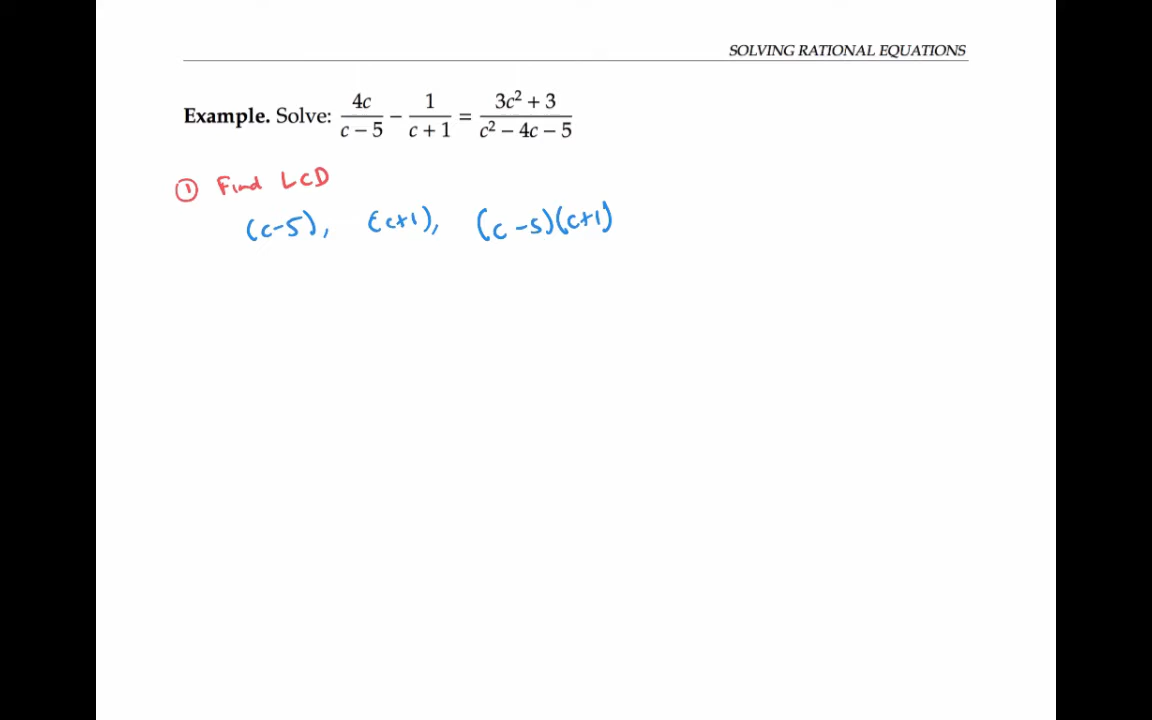 SOLVING RATIONAL EQUATIONS
Example. Solve: 4c/(c − 5) − 1/(c + 1) = (3c² + 3)/(c² − 4c − 5)
① Find LCD
(c-5), (c+1), (c-5)(c+1)